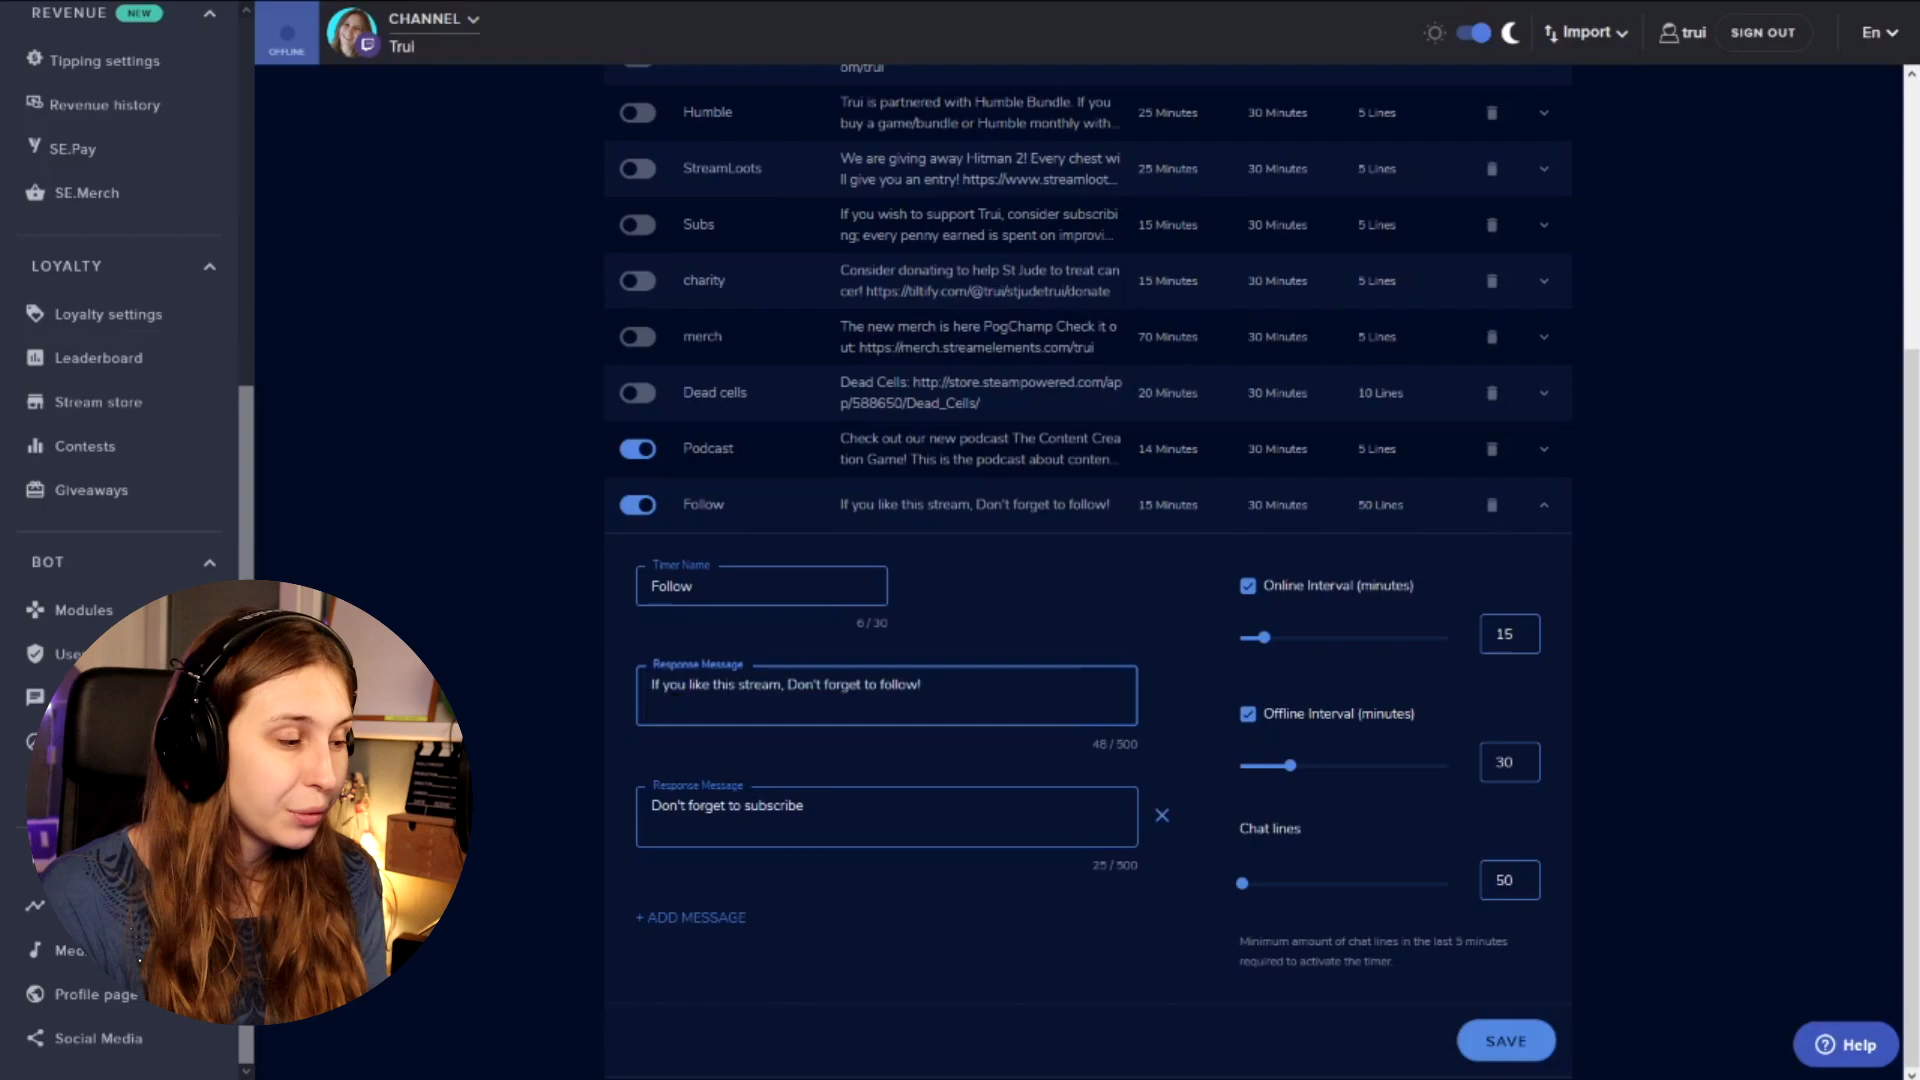 REVENUE NEW
Tipping settings
Revenue history
SE.Pay
SE.Merch
LOYALTY
Loyalty settings
Leaderboard
Stream store
Contests
Giveaways
BOT
Modules
Profile page
Social Media
OFFLINE
CHANNEL
Trui
Import
trui
SIGN OUT
En
om/trui
Humble
Trui is partnered with Humble Bundle. If you
buy a game/bundle or Humble monthly with...
25 Minutes
30 Minutes
5 Lines
StreamLoots
We are giving away Hitman 2! Every chest wi
ll give you an entry! https://www.streamloot...
25 Minutes
30 Minutes
5 Lines
Subs
If you wish to support Trui, consider subscribi
ng; every penny earned is spent on improvi...
15 Minutes
30 Minutes
5 Lines
charity
Consider donating to help St Jude to treat can
cer! https://tiltify.com/@trui/stjudetrui/donate
15 Minutes
30 Minutes
5 Lines
merch
The new merch is here PogChamp Check it o
ut: https://merch.streamelements.com/trui
70 Minutes
30 Minutes
5 Lines
Dead cells
Dead Cells: http://store.steampowered.com/ap
p/588650/Dead_Cells/
20 Minutes
30 Minutes
10 Lines
Podcast
Check out our new podcast The Content Crea
tion Game! This is the podcast about conten...
14 Minutes
30 Minutes
5 Lines
Follow
If you like this stream, Don't forget to follow!
15 Minutes
30 Minutes
50 Lines
Timer Name
Follow
6 / 30
Response Message
If you like this stream, Don't forget to follow!
48 / 500
Response Message
Don't forget to subscribe
25 / 500
+ ADD MESSAGE
Online Interval (minutes)
15
Offline Interval (minutes)
30
Chat lines
50
Minimum amount of chat lines in the last 5 minutes
required to activate the timer.
SAVE
Help